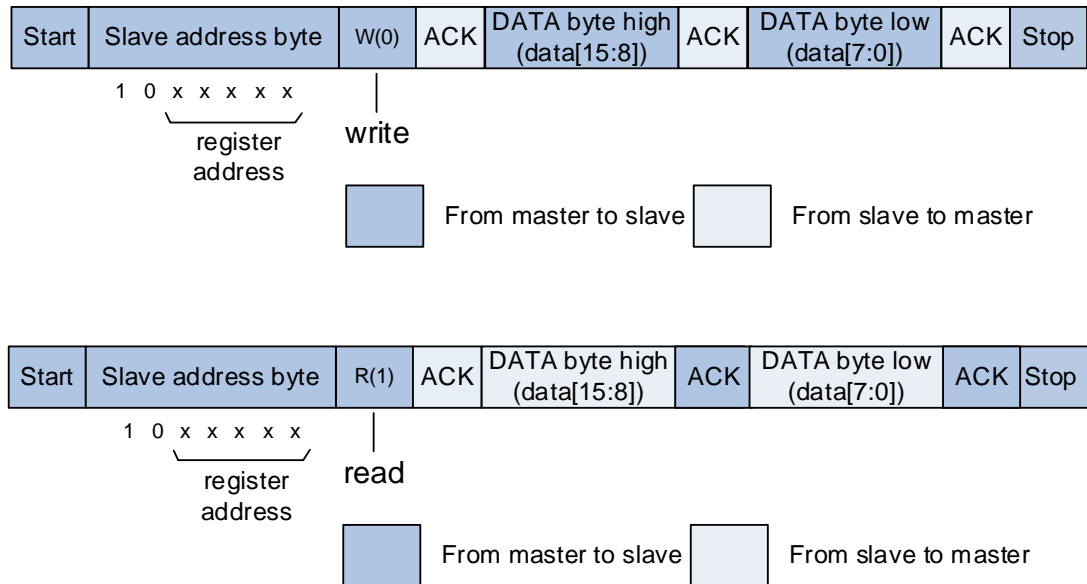 Start Slave address byte W(0) ACK DATA byte high (data[15:8]) ACK DATA byte low (data[7:0]) ACK Stop
1 0 x x x x x
register address
write
From master to slave From slave to master
Start Slave address byte R(1) ACK DATA byte high (data[15:8]) ACK DATA byte low (data[7:0]) ACK Stop
1 0 x x x x x
register address
read
From master to slave From slave to master